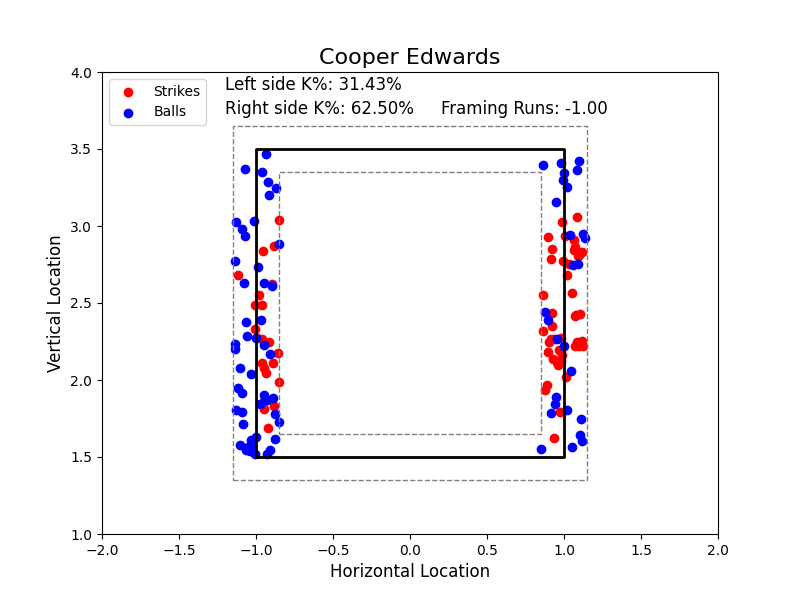 Cooper Edwards
Strikes
Balls
Left side K%: 31.43%
Right side K%: 62.50%
Framing Runs: -1.00
4.0
3.5
3.0
2.5
2.0
1.5
1.0
Vertical Location
−2.0 −1.5 −1.0 −0.5 0.0 0.5 1.0 1.5 2.0
Horizontal Location